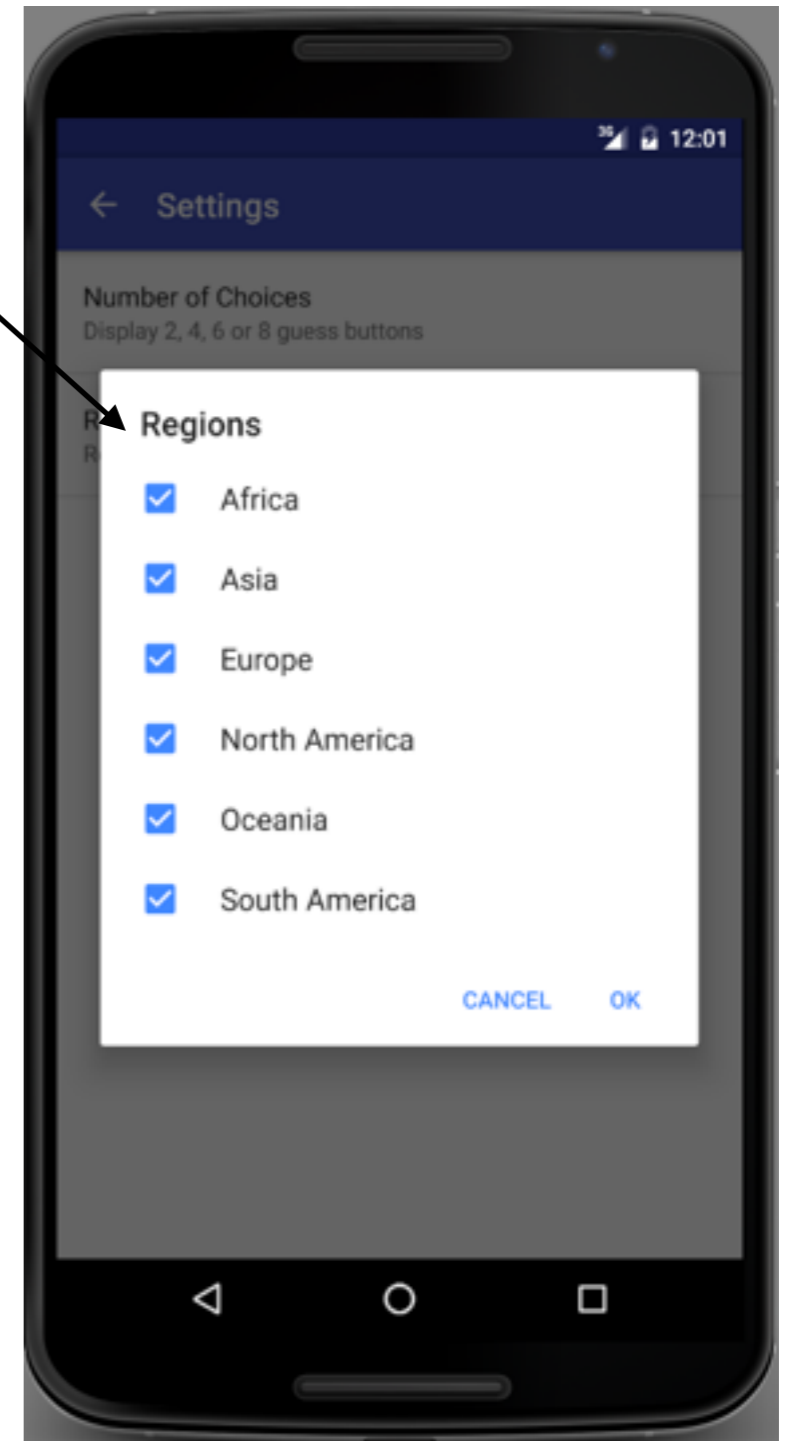 3G 12:01
Settings
Number of Choices
Display 2, 4, 6 or 8 guess buttons
Regions
Africa
Asia
Europe
North America
Oceania
South America
CANCEL OK